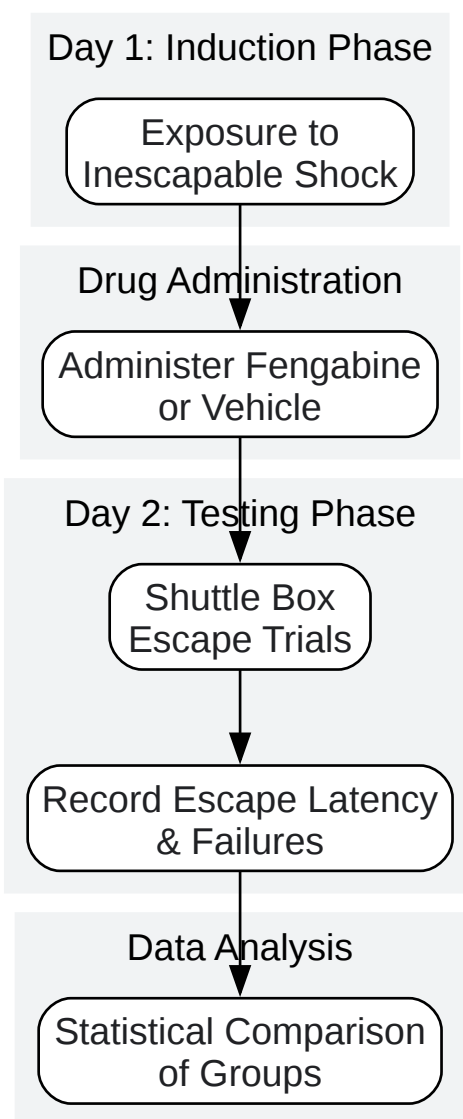 Day 1: Induction Phase
Exposure to
Inescapable Shock
Drug Administration
Administer Fengabine
or Vehicle
Day 2: Testing Phase
Shuttle Box
Escape Trials
Record Escape Latency
& Failures
Data Analysis
Statistical Comparison
of Groups